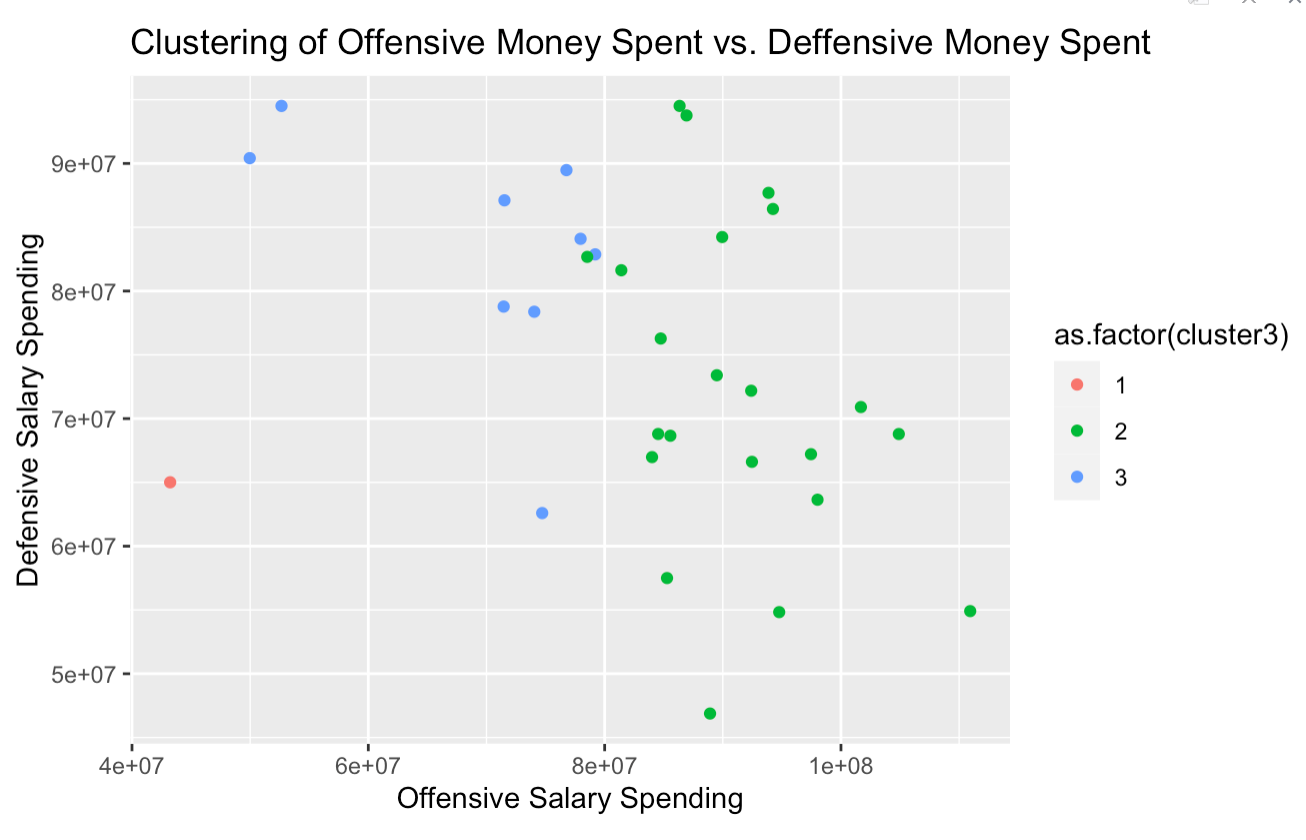 Clustering of Offensive Money Spent vs. Deffensive Money Spent
9e+07
8e+07
7e+07
6e+07
5e+07
Defensive Salary Spending
4e+07
6e+07
8e+07
1e+08
Offensive Salary Spending
as.factor(cluster3)
1
2
3